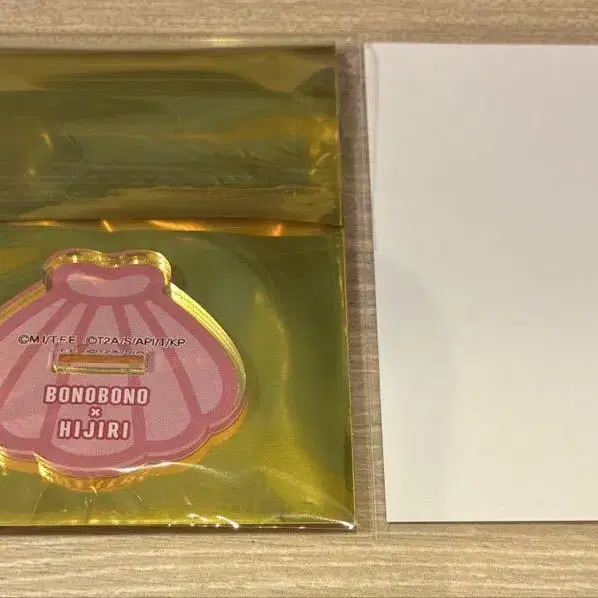 ©M I,/T-F,E ©T2A/S/API/T/KP
BONOBONO
×
HIJIRI